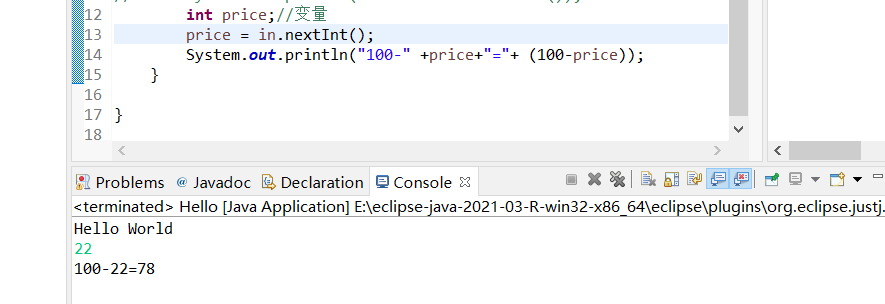 12 int price;//变量
13 price = in.nextInt();
14 System.out.println("100-" +price+"="+ (100-price));
15 }
16
17 }
18
Problems @ Javadoc Declaration Console
<terminated> Hello [Java Application] E:\eclipse-java-2021-03-R-win32-x86_64\eclipse\plugins\org.eclipse.justj.
Hello World
22
100-22=78